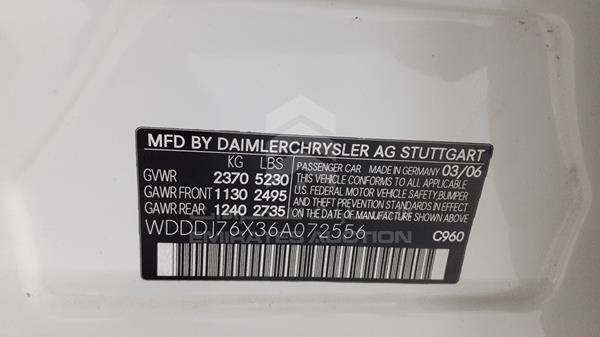 MFD BY DAIMLERCHRYSLER AG STUTTGART
KG LBS
GVWR 2370 5230
GAWR FRONT 1130 2495
GAWR REAR 1240 2735
PASSENGER CAR MADE IN GERMANY 03/06
THIS VEHICLE CONFORMS TO ALL APPLICABLE
U.S. FEDERAL MOTOR VEHICLE SAFETY, BUMPER
AND THEFT PREVENTION STANDARDS IN EFFECT
ON THE DATE OF MANUFACTURE SHOWN ABOVE.
WDDDJ76X36A072556
C960
EMIRATES AUCTION